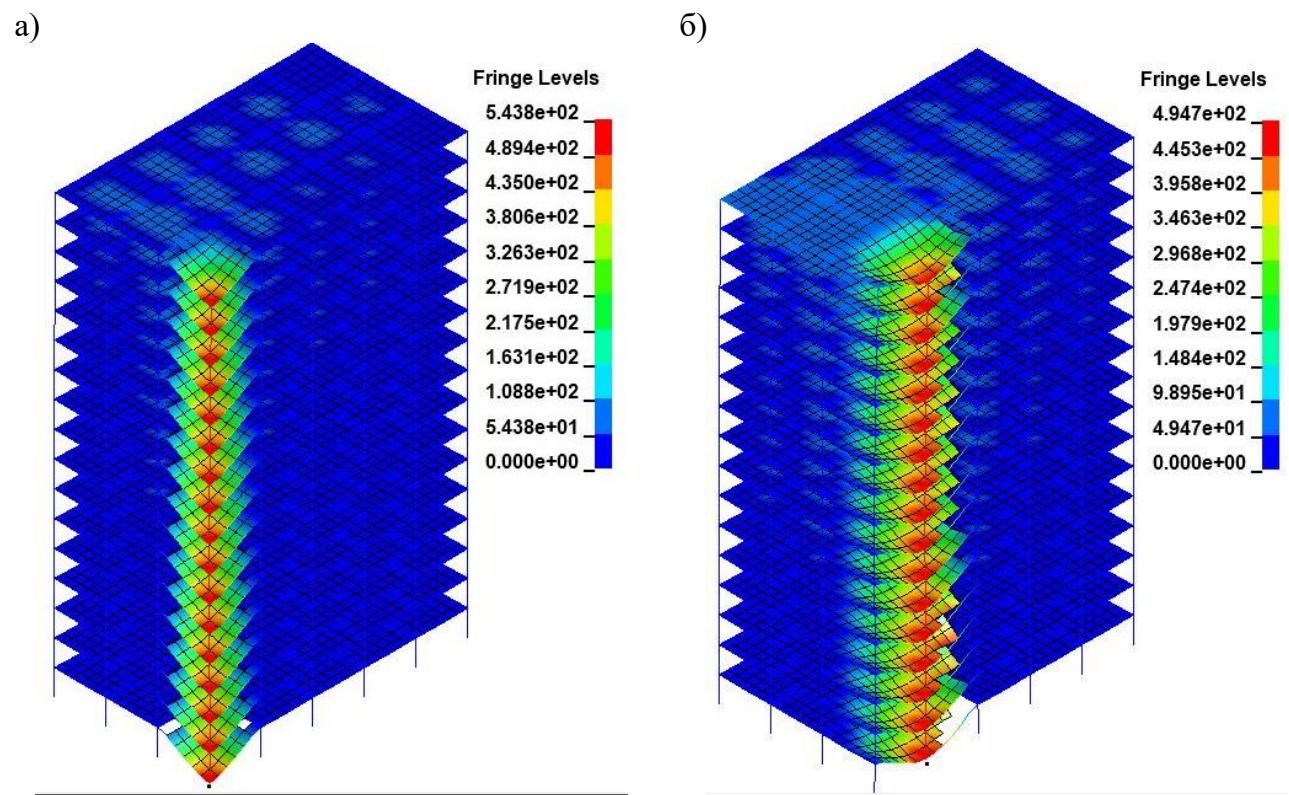 а)
Fringe Levels
5.438e+02
4.894e+02
4.350e+02
3.806e+02
3.263e+02
2.719e+02
2.175e+02
1.631e+02
1.088e+02
5.438e+01
0.000e+00
б)
Fringe Levels
4.947e+02
4.453e+02
3.958e+02
3.463e+02
2.968e+02
2.474e+02
1.979e+02
1.484e+02
9.895e+01
4.947e+01
0.000e+00